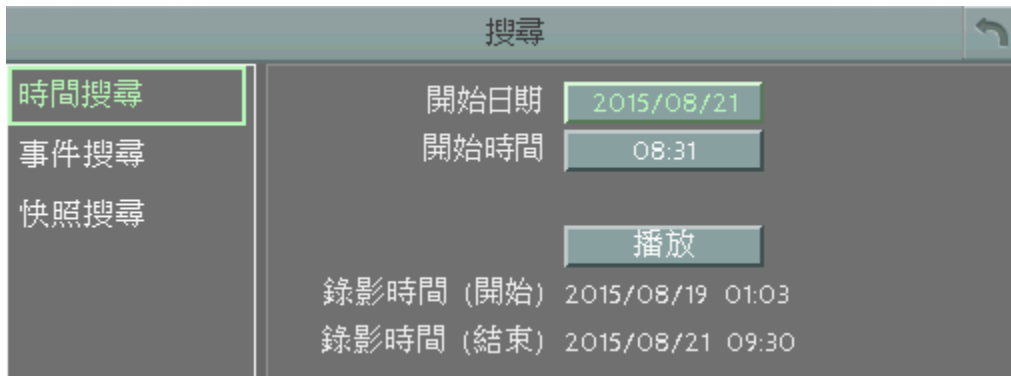 搜尋
時間搜尋
事件搜尋
快照搜尋
開始日期 2015/08/21
開始時間 08:31
播放
錄影時間 (開始) 2015/08/19 01:03
錄影時間 (結束) 2015/08/21 09:30